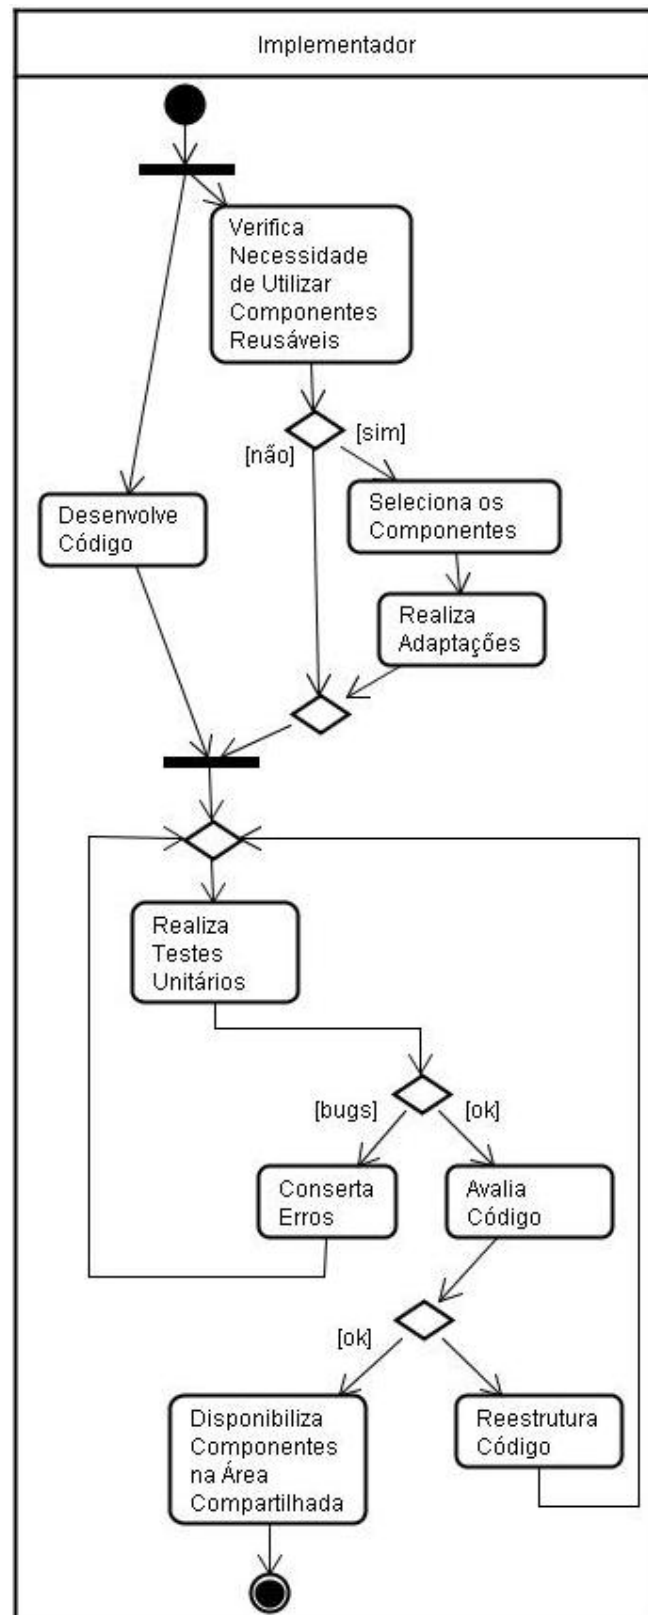 Implementador
Verifica
Necessidade
de Utilizar
Componentes
Reusáveis
[não]
[sim]
Desenvolve
Código
Seleciona os
Componentes
Realiza
Adaptações
Realiza
Testes
Unitários
[bugs]
[ok]
Conserta
Erros
Avalia
Código
[ok]
Disponibiliza
Componentes
na Área
Compartilhada
Reestrutura
Código